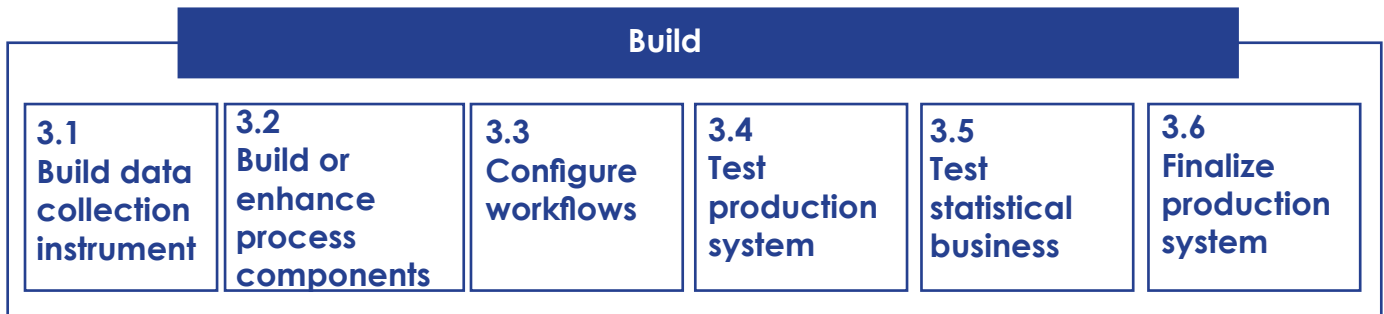 Build
3.1
Build data
collection
instrument
3.2
Build or
enhance
process
components
3.3
Configure
workflows
3.4
Test
production
system
3.5
Test
statistical
business
3.6
Finalize
production
system